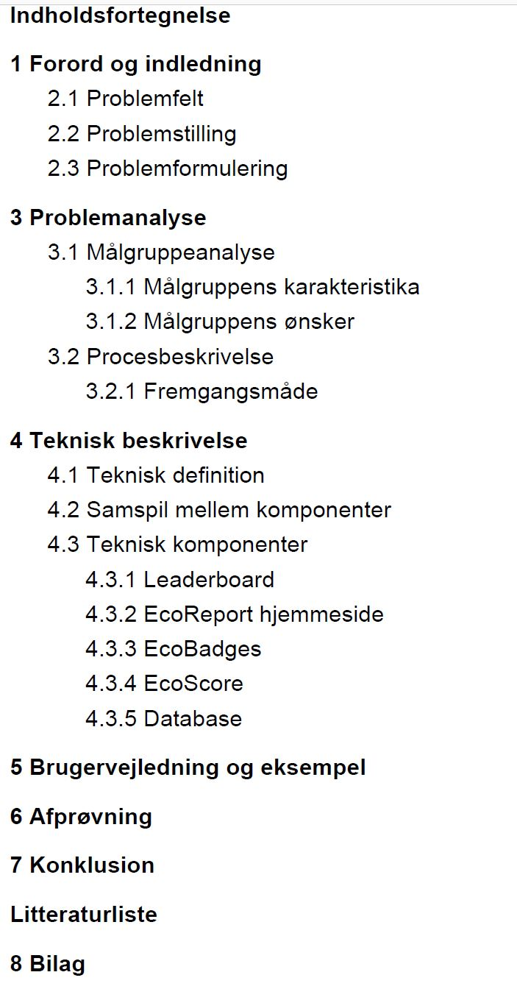 Indholdsfortegnelse
1 Forord og indledning
2.1 Problemfelt
2.2 Problemstilling
2.3 Problemformulering
3 Problemanalyse
3.1 Målgruppeanalyse
3.1.1 Målgruppens karakteristika
3.1.2 Målgruppens ønsker
3.2 Procesbeskrivelse
3.2.1 Fremgangsmåde
4 Teknisk beskrivelse
4.1 Teknisk definition
4.2 Samspil mellem komponenter
4.3 Teknisk komponenter
4.3.1 Leaderboard
4.3.2 EcoReport hjemmeside
4.3.3 EcoBadges
4.3.4 EcoScore
4.3.5 Database
5 Brugervejledning og eksempel
6 Afprøvning
7 Konklusion
Litteraturliste
8 Bilag